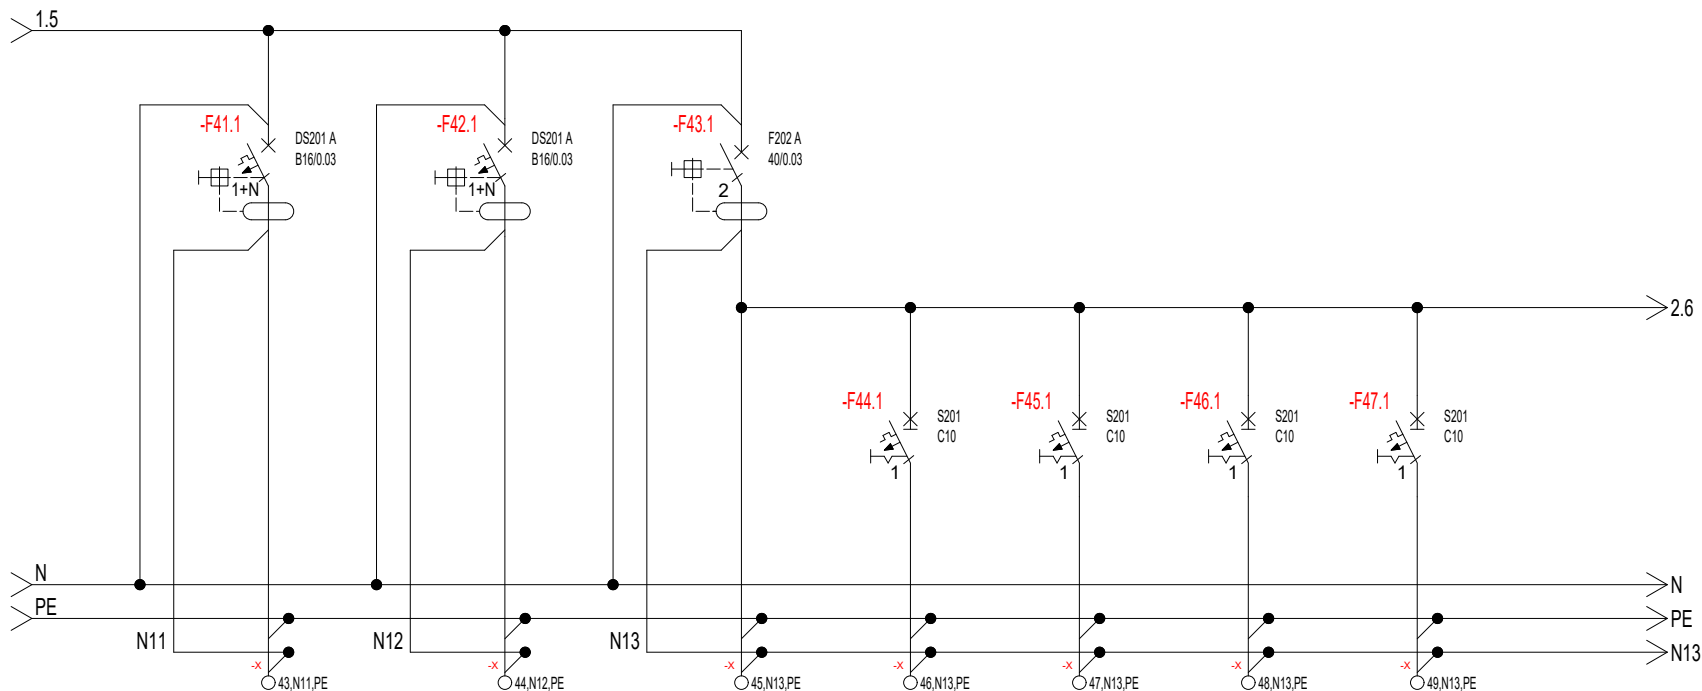 1.5
-F41.1
DS201 A
B16/0.03
1+N
-F42.1
DS201 A
B16/0.03
1+N
-F43.1
F202 A
40/0.03
2
2.6
-F44.1
S201
C10
1
-F45.1
S201
C10
1
-F46.1
S201
C10
1
-F47.1
S201
C10
1
N
N
PE
PE
N11
N12
N13
N13
-X
-X
-X
-X
-X
-X
-X
43,N11,PE
44,N12,PE
45,N13,PE
46,N13,PE
47,N13,PE
48,N13,PE
49,N13,PE